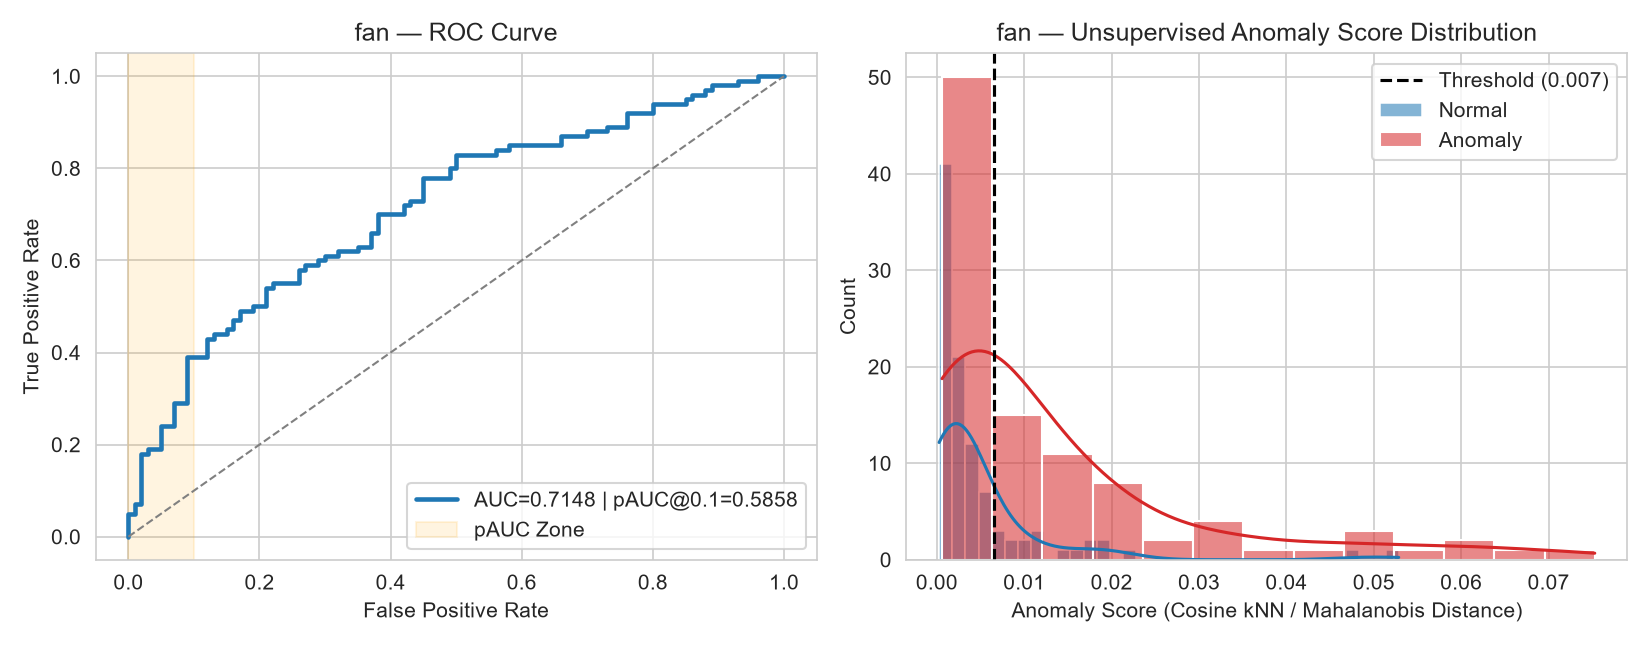 fan — ROC Curve
1.0
0.8
0.6
0.4
0.2
0.0
True Positive Rate
0.0 0.2 0.4 0.6 0.8 1.0
False Positive Rate
AUC=0.7148 | pAUC@0.1=0.5858
pAUC Zone
fan — Unsupervised Anomaly Score Distribution
50
40
30
20
10
0
Count
0.00 0.01 0.02 0.03 0.04 0.05 0.06 0.07
Anomaly Score (Cosine kNN / Mahalanobis Distance)
Threshold (0.007)
Normal
Anomaly